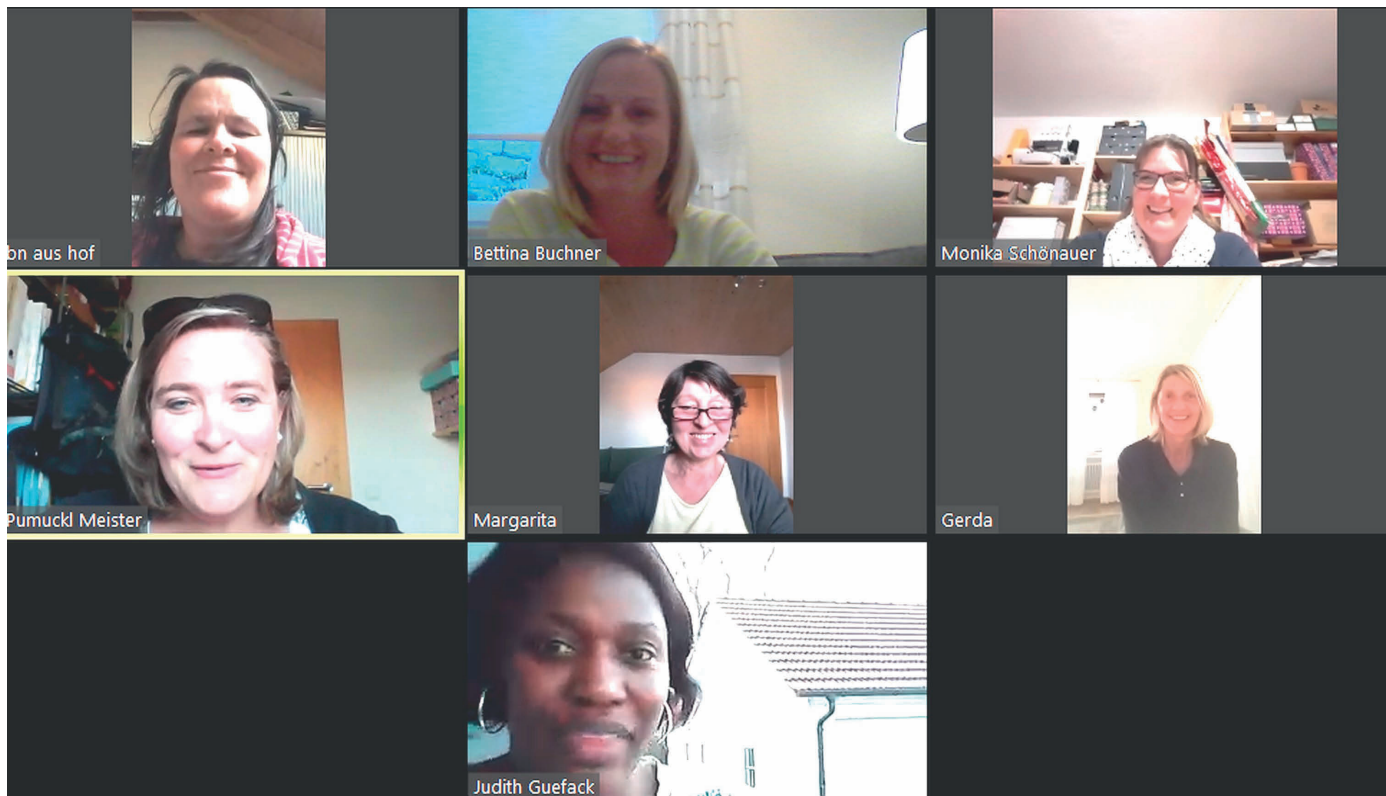 on aus hof
Bettina Buchner
Monika Schönauer
Pumuckl Meister
Margarita
Gerda
Judith Guefack